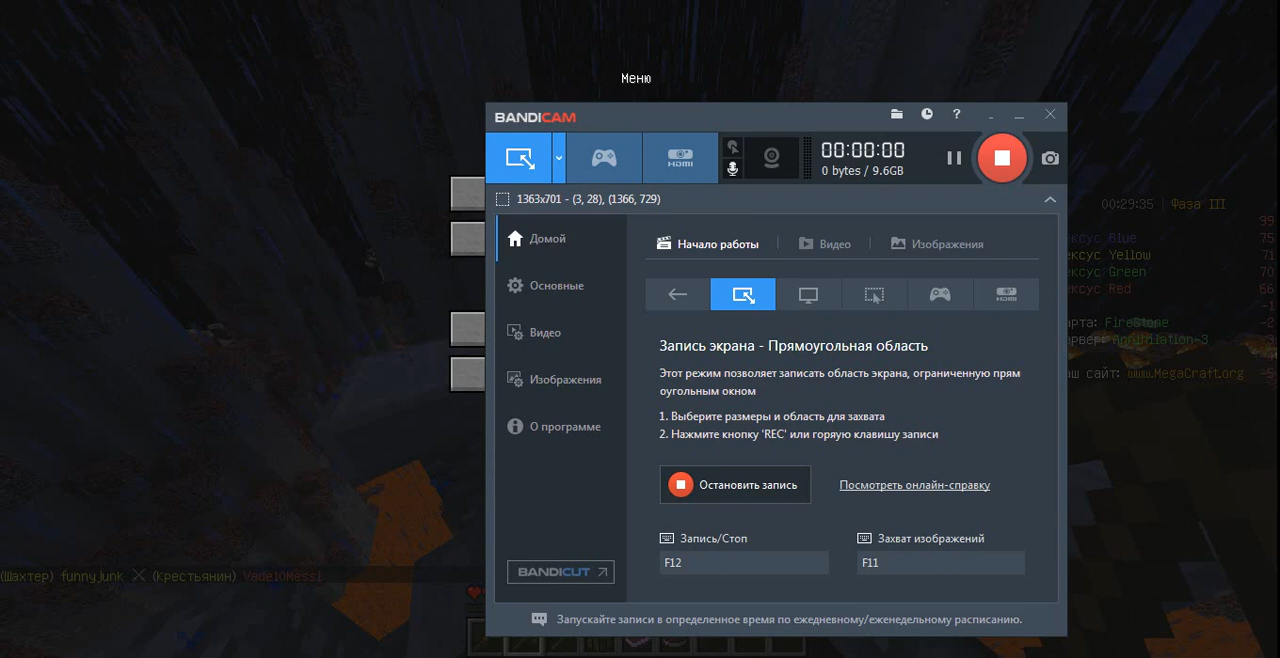 Меню
BANDICAM
HDMI
00:00:00
0 bytes / 9.6GB
1363x701 - (3, 28), (1366, 729)
Домой
Основные
Видео
Изображения
О программе
BANDICUT
Начало работы
Видео
Изображения
HDMI
Запись экрана - Прямоугольная область
Этот режим позволяет записать область экрана, ограниченную прям
оугольным окном
1. Выберите размеры и область для захвата
2. Нажмите кнопку 'REC' или горяую клавишу записи
Остановить запись
Посмотреть онлайн-справку
Запись/Стоп
Захват изображений
F12
F11
Запускайте записи в определенное время по ежедневному/еженедельному расписанию.
00:29:35 | Фаза III
99
ексус Blue 75
ексус Yellow 71
ексус Green 70
ексус Red 66
-1
арта: FireStone -2
ервер: Annihilation-3 -3
аш сайт: www.MegaCraft.org -5
(Шахтер) funnyjunk (Крестьянин) Vade10Messi